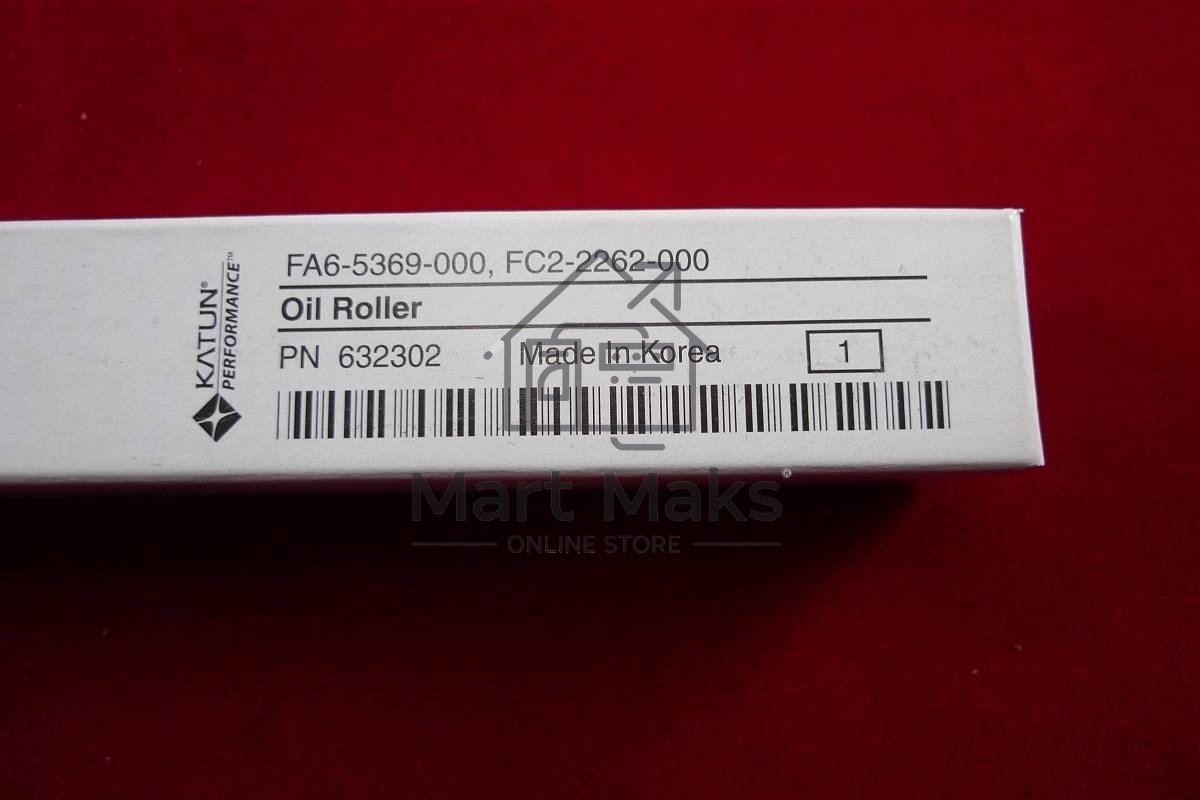 FA6-5369-000, FC2-2262-000
Oil Roller
PN 632302 Made In Korea 1
KATUN®
PERFORMANCE™
Mart Maks®
ONLINE STORE